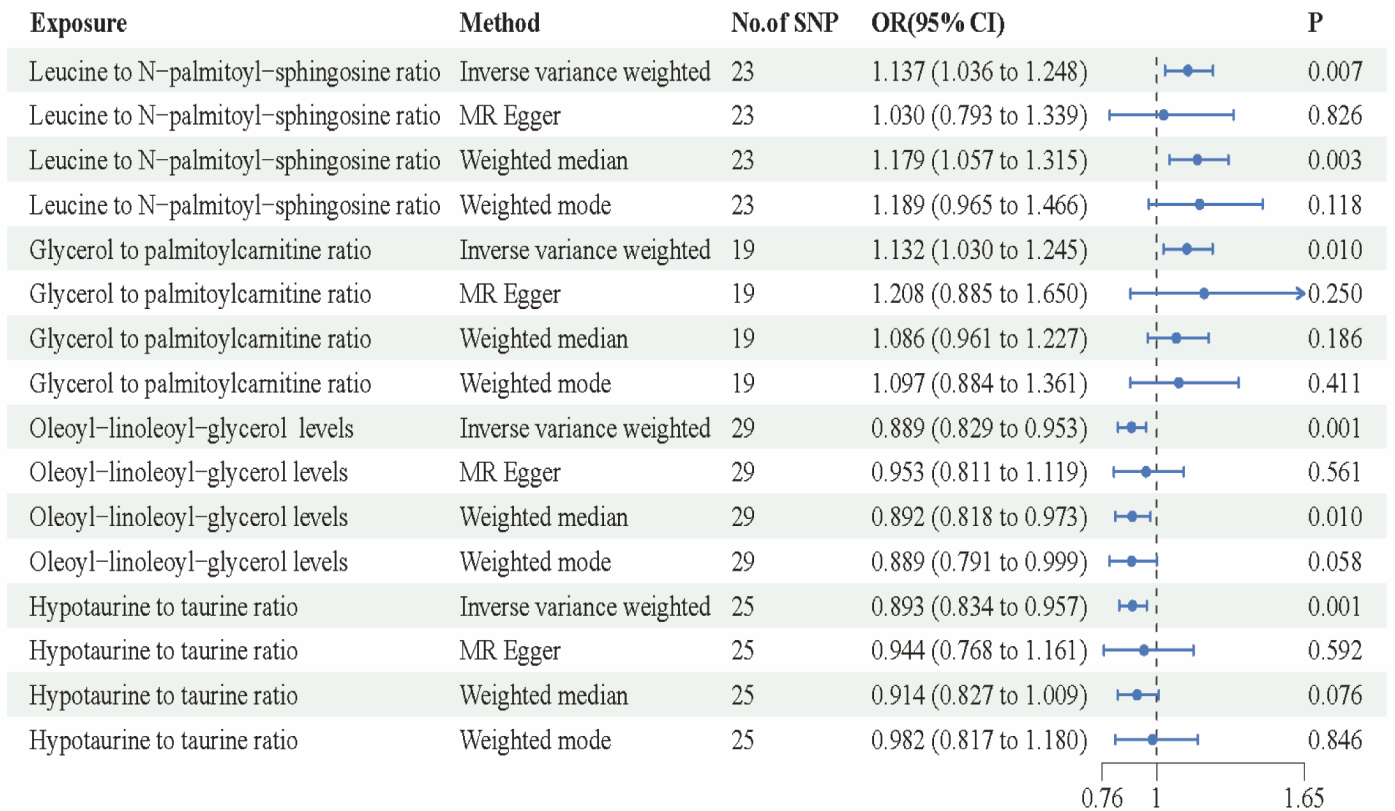 Exposure Method No.of SNP OR(95% CI) P
Leucine to N−palmitoyl−sphingosine ratio Inverse variance weighted 23 1.137 (1.036 to 1.248) 0.007
Leucine to N−palmitoyl−sphingosine ratio MR Egger 23 1.030 (0.793 to 1.339) 0.826
Leucine to N−palmitoyl−sphingosine ratio Weighted median 23 1.179 (1.057 to 1.315) 0.003
Leucine to N−palmitoyl−sphingosine ratio Weighted mode 23 1.189 (0.965 to 1.466) 0.118
Glycerol to palmitoylcarnitine ratio Inverse variance weighted 19 1.132 (1.030 to 1.245) 0.010
Glycerol to palmitoylcarnitine ratio MR Egger 19 1.208 (0.885 to 1.650) 0.250
Glycerol to palmitoylcarnitine ratio Weighted median 19 1.086 (0.961 to 1.227) 0.186
Glycerol to palmitoylcarnitine ratio Weighted mode 19 1.097 (0.884 to 1.361) 0.411
Oleoyl−linoleoyl−glycerol levels Inverse variance weighted 29 0.889 (0.829 to 0.953) 0.001
Oleoyl−linoleoyl−glycerol levels MR Egger 29 0.953 (0.811 to 1.119) 0.561
Oleoyl−linoleoyl−glycerol levels Weighted median 29 0.892 (0.818 to 0.973) 0.010
Oleoyl−linoleoyl−glycerol levels Weighted mode 29 0.889 (0.791 to 0.999) 0.058
Hypotaurine to taurine ratio Inverse variance weighted 25 0.893 (0.834 to 0.957) 0.001
Hypotaurine to taurine ratio MR Egger 25 0.944 (0.768 to 1.161) 0.592
Hypotaurine to taurine ratio Weighted median 25 0.914 (0.827 to 1.009) 0.076
Hypotaurine to taurine ratio Weighted mode 25 0.982 (0.817 to 1.180) 0.846
0.76 1 1.65